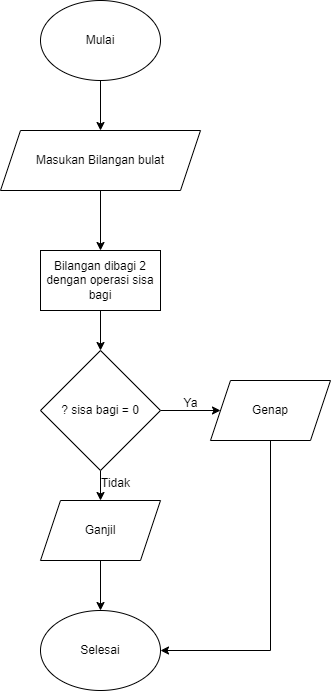 Mulai
Masukan Bilangan bulat
Bilangan dibagi 2
dengan operasi sisa
bagi
? sisa bagi = 0
Ya
Genap
Tidak
Ganjil
Selesai